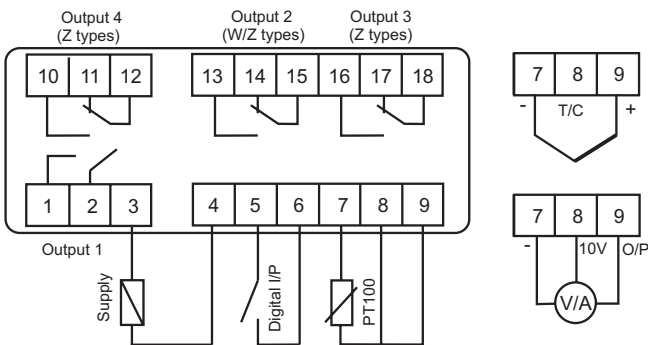 Output 4
(Z types)
Output 2
(W/Z types)
Output 3
(Z types)
10 11 12
13 14 15 16 17 18
7 8 9
- T/C +
1 2 3
4 5 6 7 8 9
Output 1
Supply
Digital I/P
PT100
7 8 9
- 10V O/P
V/A